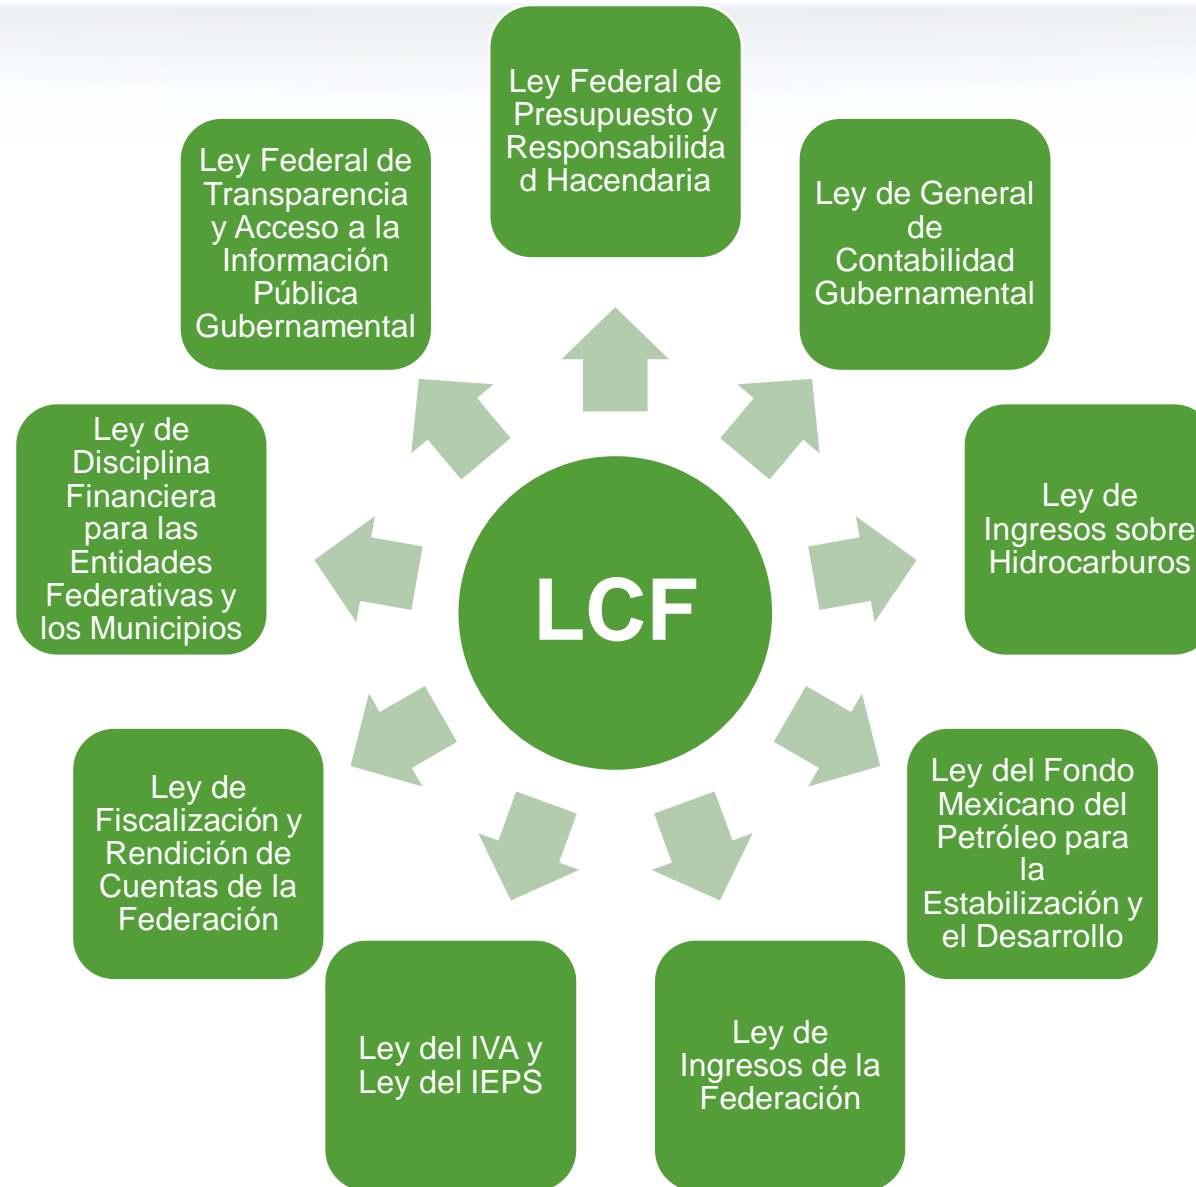 Ley Federal de
Presupuesto y
Responsabilida
d Hacendaria
Ley de General
de
Contabilidad
Gubernamental
Ley de
Ingresos sobre
Hidrocarburos
Ley del Fondo
Mexicano del
Petróleo para
la
Estabilización y
el Desarrollo
Ley de
Ingresos de la
Federación
Ley del IVA y
Ley del IEPS
Ley de
Fiscalización y
Rendición de
Cuentas de la
Federación
Ley de
Disciplina
Financiera
para las
Entidades
Federativas y
los Municipios
Ley Federal de
Transparencia
y Acceso a la
Información
Pública
Gubernamental
LCF